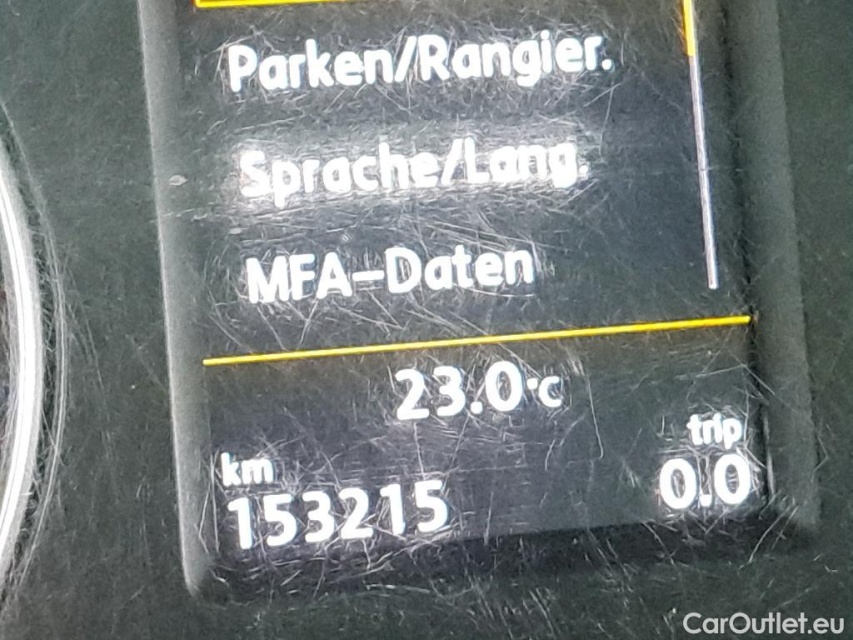 Parken/Rangier.
Sprache/Lang.
MFA-Daten
23.0°C
trip
km
0.0
153215
CarOutlet.eu